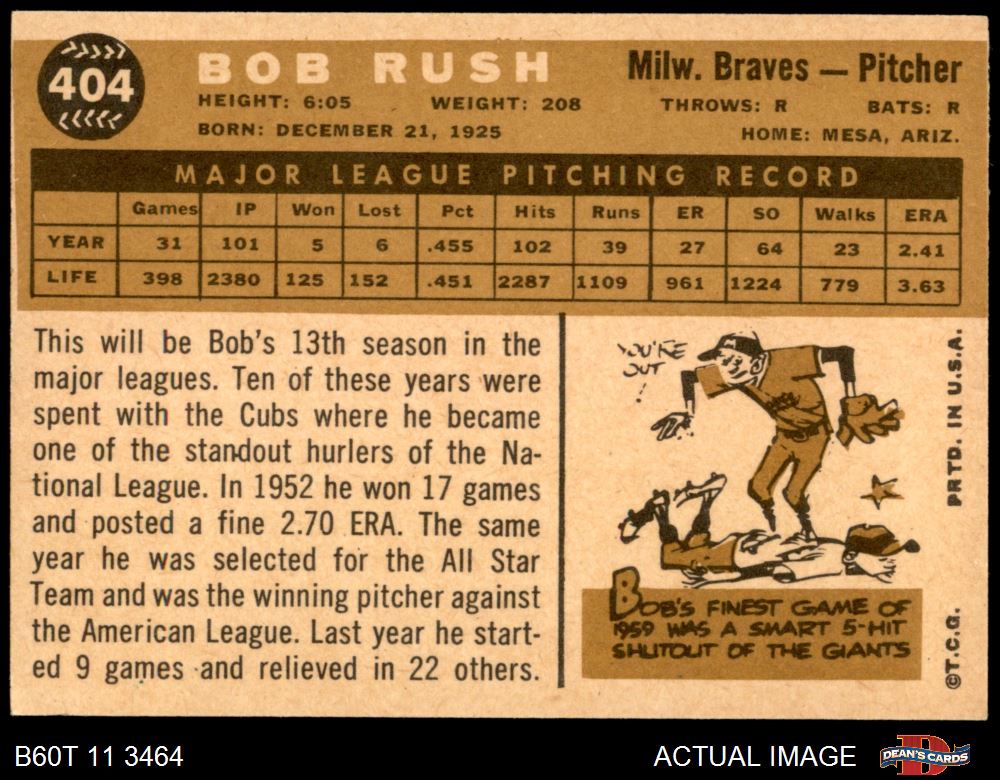 404
BOB RUSH
Milw. Braves — Pitcher
HEIGHT: 6:05 WEIGHT: 208 THROWS: R BATS: R
BORN: DECEMBER 21, 1925 HOME: MESA, ARIZ.
MAJOR LEAGUE PITCHING RECORD
Games IP Won Lost Pct Hits Runs ER SO Walks ERA
YEAR 31 101 5 6 .455 102 39 27 64 23 2.41
LIFE 398 2380 125 152 .451 2287 1109 961 1224 779 3.63
This will be Bob's 13th season in the
major leagues. Ten of these years were
spent with the Cubs where he became
one of the standout hurlers of the Na-
tional League. In 1952 he won 17 games
and posted a fine 2.70 ERA. The same
year he was selected for the All Star
Team and was the winning pitcher against
the American League. Last year he start-
ed 9 games and relieved in 22 others.
YOU'RE
OUT
!
BOB'S FINEST GAME OF
1959 WAS A SMART 5-HIT
SHUTOUT OF THE GIANTS
©T.C.G. PRTD. IN U.S.A.
B60T 11 3464
ACTUAL IMAGE
DEAN'S CARDS